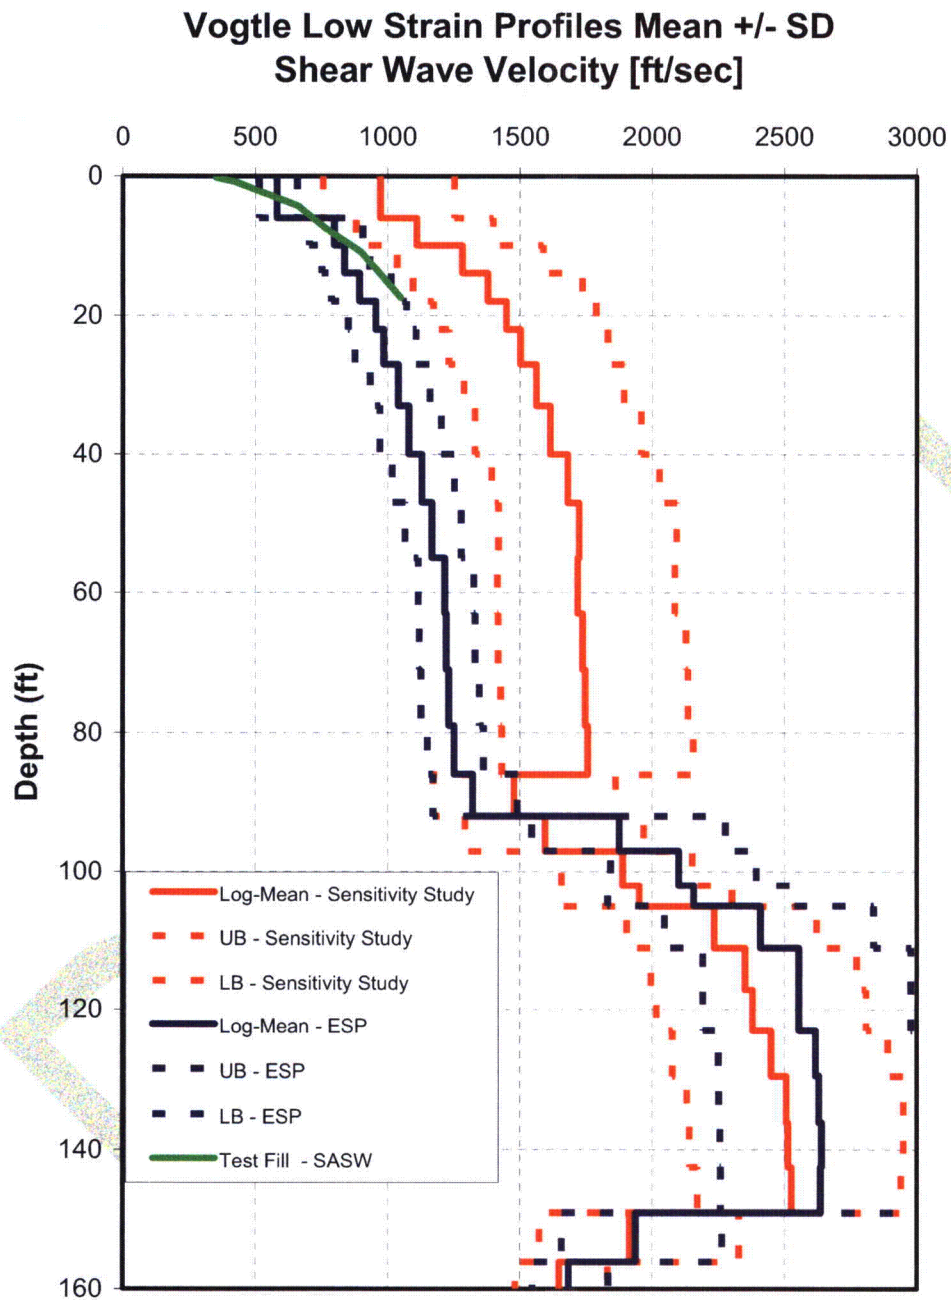 Vogtle Low Strain Profiles Mean +/- SD
Shear Wave Velocity [ft/sec]
0 500 1000 1500 2000 2500 3000
0
20
40
60
80
100
120
140
160
Depth (ft)
Log-Mean - Sensitivity Study
UB - Sensitivity Study
LB - Sensitivity Study
Log-Mean - ESP
UB - ESP
LB - ESP
Test Fill - SASW